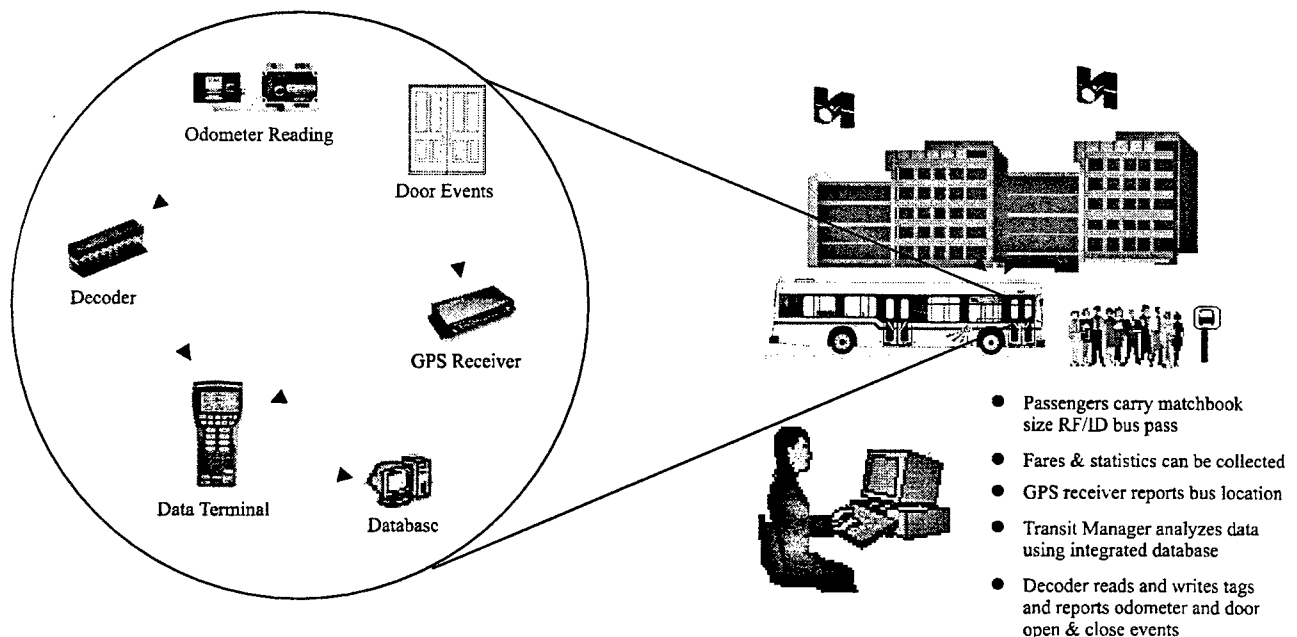 Odometer Reading
Door Events
Decoder
GPS Receiver
Data Terminal
Database
● Passengers carry matchbook
size RF/ID bus pass
● Fares & statistics can be collected
● GPS receiver reports bus location
● Transit Manager analyzes data
using integrated database
● Decoder reads and writes tags
and reports odometer and door
open & close events